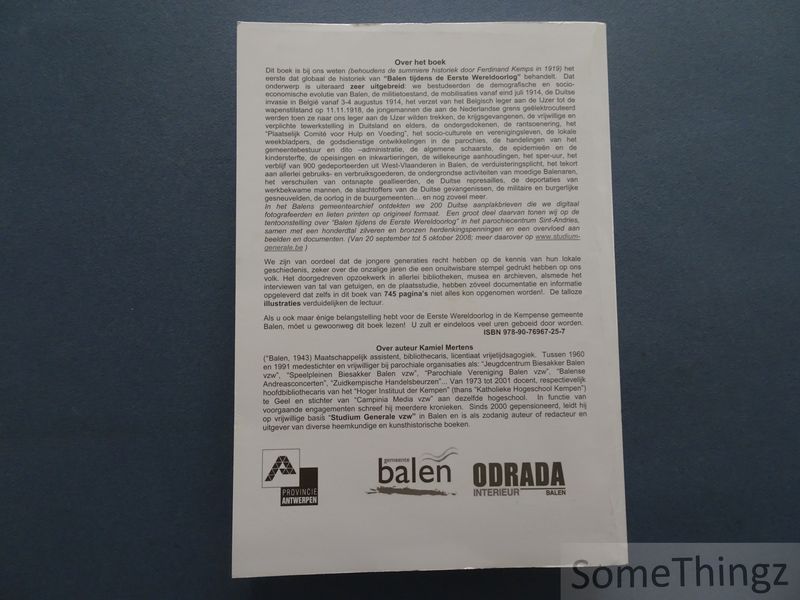 Over het boek
Dit boek is bij ons weten (behoudens de summiere historiek door Ferdinand Kemps in 1919) het
eerste dat globaal de historiek van "Balen tijdens de Eerste Wereldoorlog" behandelt. Dat
onderwerp is uiteraard zeer uitgebreid: we bestudeerden de demografische en socio-
economische evolutie van Balen, de militietoestand, de mobilisaties vanaf eind juli 1914, de Duitse
invasie in België vanaf 3-4 augustus 1914, het verzet van het Belgisch leger aan de IJzer tot de
wapenstilstand op 11.11.1918, de jongemannen die aan de Nederlandse grens geëlektrocuteerd
werden toen ze naar ons leger aan de IJzer wilden trekken, de krijgsgevangenen, de vrijwillige en
verplichte tewerkstelling in Duitsland en elders, de ondergedokenen, de rantsoenering, het
"Plaatselijk Comité voor Hulp en Voeding", het socio-culturele en verenigingsleven, de lokale
weekbladpers, de godsdienstige ontwikkelingen in de parochies, de handelingen van het
gemeentebestuur en dito –administratie, de algemene schaarste, de epidemieën en de
kindersterfte, de opeisingen en inkwartieringen, de willekeurige aanhoudingen, het sper-uur, het
verblijf van 900 gedeporteerden uit West-Vlaanderen in Balen, de verduisteringsplicht, het tekort
aan allerlei gebruiks- en verbruiksgoederen, de ondergrondse activiteiten van moedige Balenaren,
het verschuilen van ontsnapte geallieerden, de Duitse represailles, de deportaties van
werkbekwame mannen, de slachtoffers van de Duitse gevangenissen, de militaire en burgerlijke
gesneuvelden, de oorlog in de buurgemeenten… en nog zoveel meer.
In het Balens gemeentearchief ontdekten we 200 Duitse aanplakbrieven die we digitaal
fotografeerden en lieten printen op origineel formaat. Een groot deel daarvan tonen wij op de
tentoonstelling over "Balen tijdens de Eerste Wereldoorlog" in het parochiecentrum Sint-Andries,
samen met een honderdtal zilveren en bronzen herdenkingspenningen en een overvloed aan
beelden en documenten. (Van 20 september tot 5 oktober 2008; meer daarover op www.studium-
generale.be )
We zijn van oordeel dat de jongere generaties recht hebben op de kennis van hun lokale
geschiedenis, zeker over die onzalige jaren die een onuitwisbare stempel gedrukt hebben op ons
volk. Het doorgedreven opzoekwerk in allerlei bibliotheken, musea en archieven, alsmede het
interviewen van tal van getuigen, en de plaatsstudie, hebben zóveel documentatie en informatie
opgeleverd dat zelfs in dit boek van 745 pagina's niet alles kon opgenomen worden!. De talloze
illustraties verduidelijken de lectuur.
Als u ook maar énige belangstelling hebt voor de Eerste Wereldoorlog in de Kempense gemeente
Balen, móet u gewoonweg dit boek lezen! U zult er eindeloos veel uren geboeid door worden.
ISBN 978-90-76967-25-7
Over auteur Kamiel Mertens
(°Balen, 1943) Maatschappelijk assistent, bibliothecaris, licentiaat vrijetijdsagogiek. Tussen 1960
en 1991 medestichter en vrijwilliger bij parochiale organisaties als: "Jeugdcentrum Biesakker Balen
vzw", "Speelpleinen Biesakker Balen vzw", "Parochiale Vereniging Balen vzw", "Balense
Andreasconcerten", "Zuidkempische Handelsbeurzen"... Van 1973 tot 2001 docent, respectievelijk
hoofdbibliothecaris van het "Hoger Instituut der Kempen" (thans "Katholieke Hogeschool Kempen")
te Geel en stichter van "Campinia Media vzw" aan dezelfde hogeschool. In functie van
voorgaande engagementen schreef hij meerdere kronieken. Sinds 2000 gepensioneerd, leidt hij
op vrijwillige basis "Studium Generale vzw" in Balen en is als zodanig auteur of redacteur en
uitgever van diverse heemkundige en kunsthistorische boeken.
PROVINCIE
ANTWERPEN
gemeente
balen
ODRADA
INTERIEUR BALEN
SomeThingz